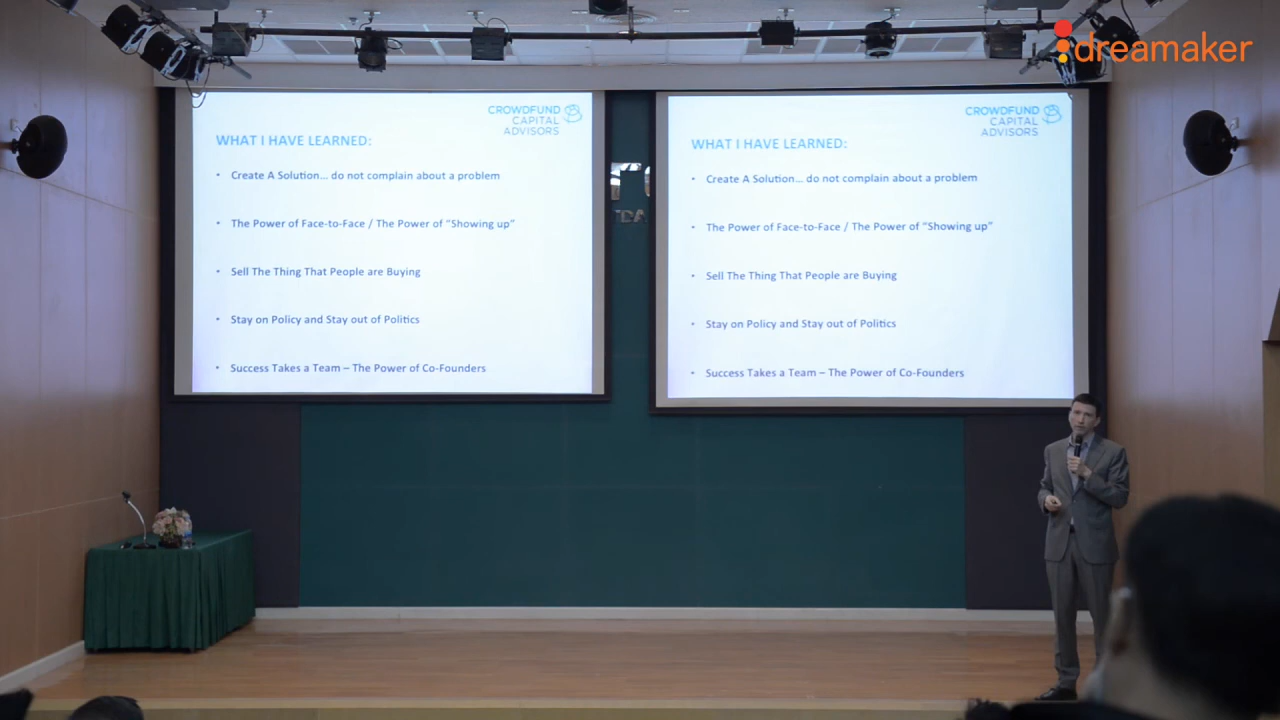 dreamaker
CROWDFUND
CAPITAL
ADVISORS
WHAT I HAVE LEARNED:
• Create A Solution... do not complain about a problem
• The Power of Face-to-Face / The Power of “Showing up”
• Sell The Thing That People are Buying
• Stay on Policy and Stay out of Politics
• Success Takes a Team – The Power of Co-Founders
CROWDFUND
CAPITAL
ADVISORS
WHAT I HAVE LEARNED:
• Create A Solution... do not complain about a problem
• The Power of Face-to-Face / The Power of “Showing up”
• Sell The Thing That People are Buying
• Stay on Policy and Stay out of Politics
• Success Takes a Team – The Power of Co-Founders